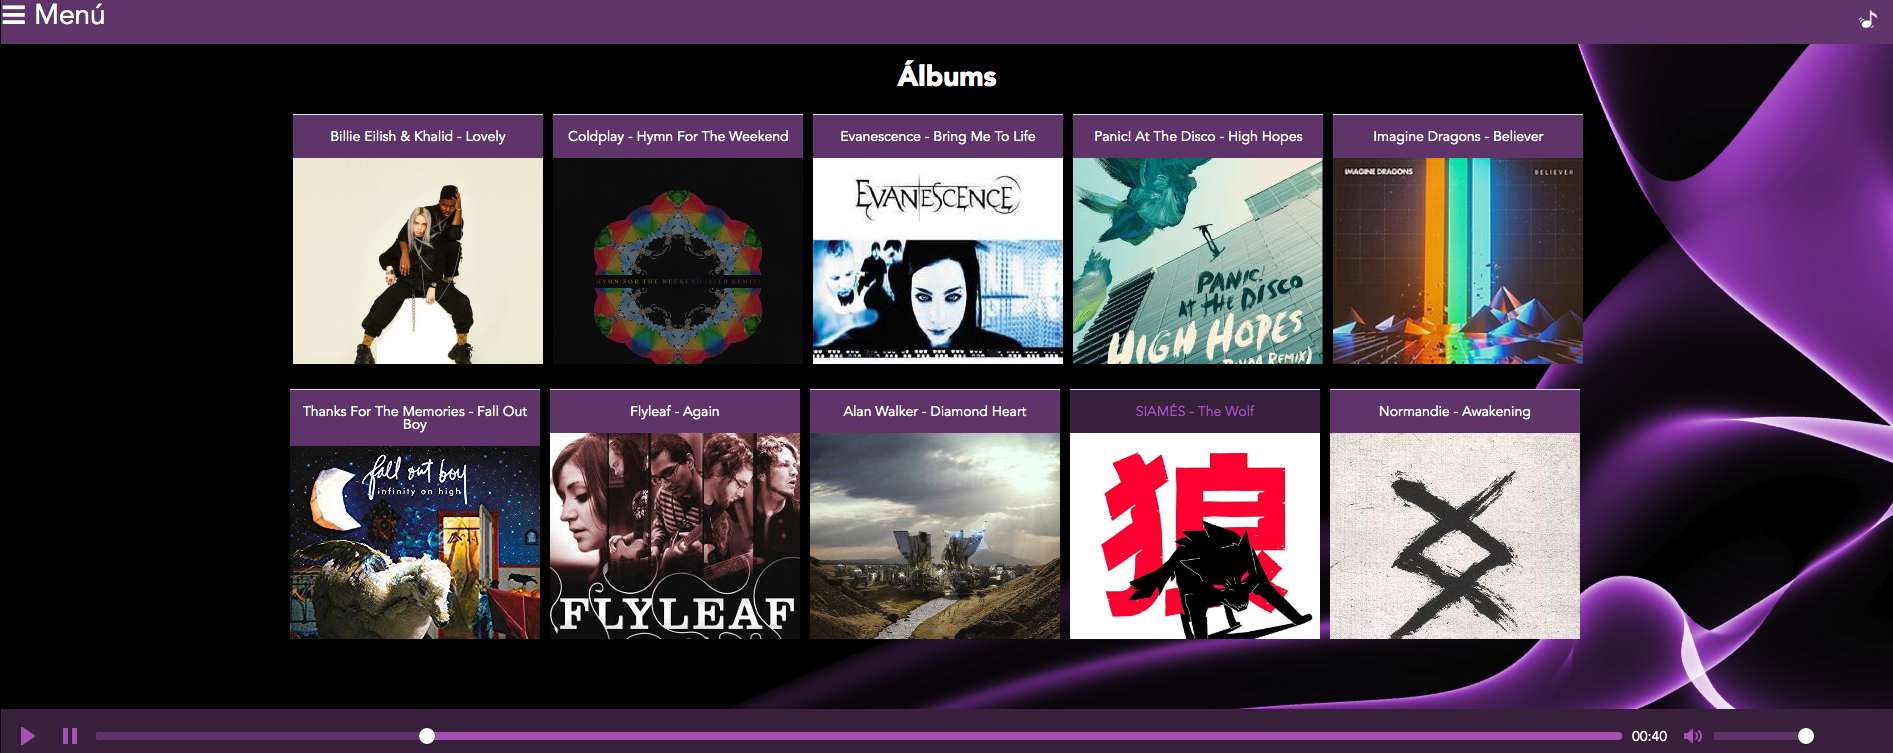 Menú
Álbums
Billie Eilish & Khalid - Lovely
Coldplay - Hymn For The Weekend
HYMN FOR THE WEEKEND (SEEB REMIX)
Evanescence - Bring Me To Life
EVANESCENCE
Panic! At The Disco - High Hopes
PANIC!
AT THE DISCO
HIGH HOPES
REMIX)
Imagine Dragons - Believer
IMAGINE DRAGONS
BELIEVER
Thanks For The Memories - Fall Out
Boy
fall out boy
infinity on high
Flyleaf - Again
FLYLEAF
Alan Walker - Diamond Heart
SIAMÉS - The Wolf
狼
Normandie - Awakening
00:40